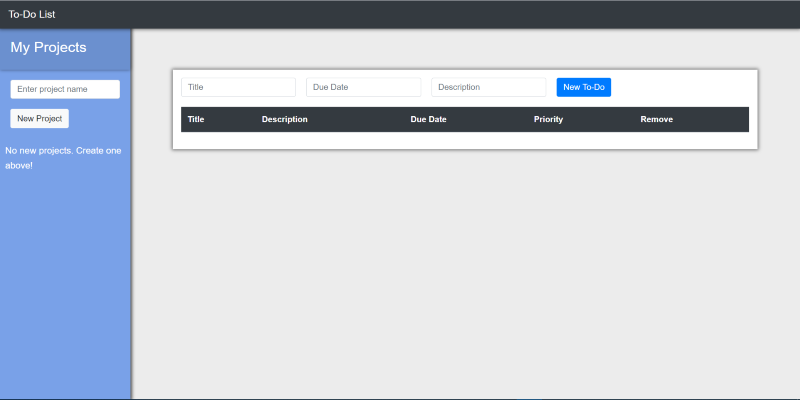 To-Do List
My Projects
Enter project name
New Project
No new projects. Create one
above!
Title Due Date Description New To-Do
Title Description Due Date Priority Remove